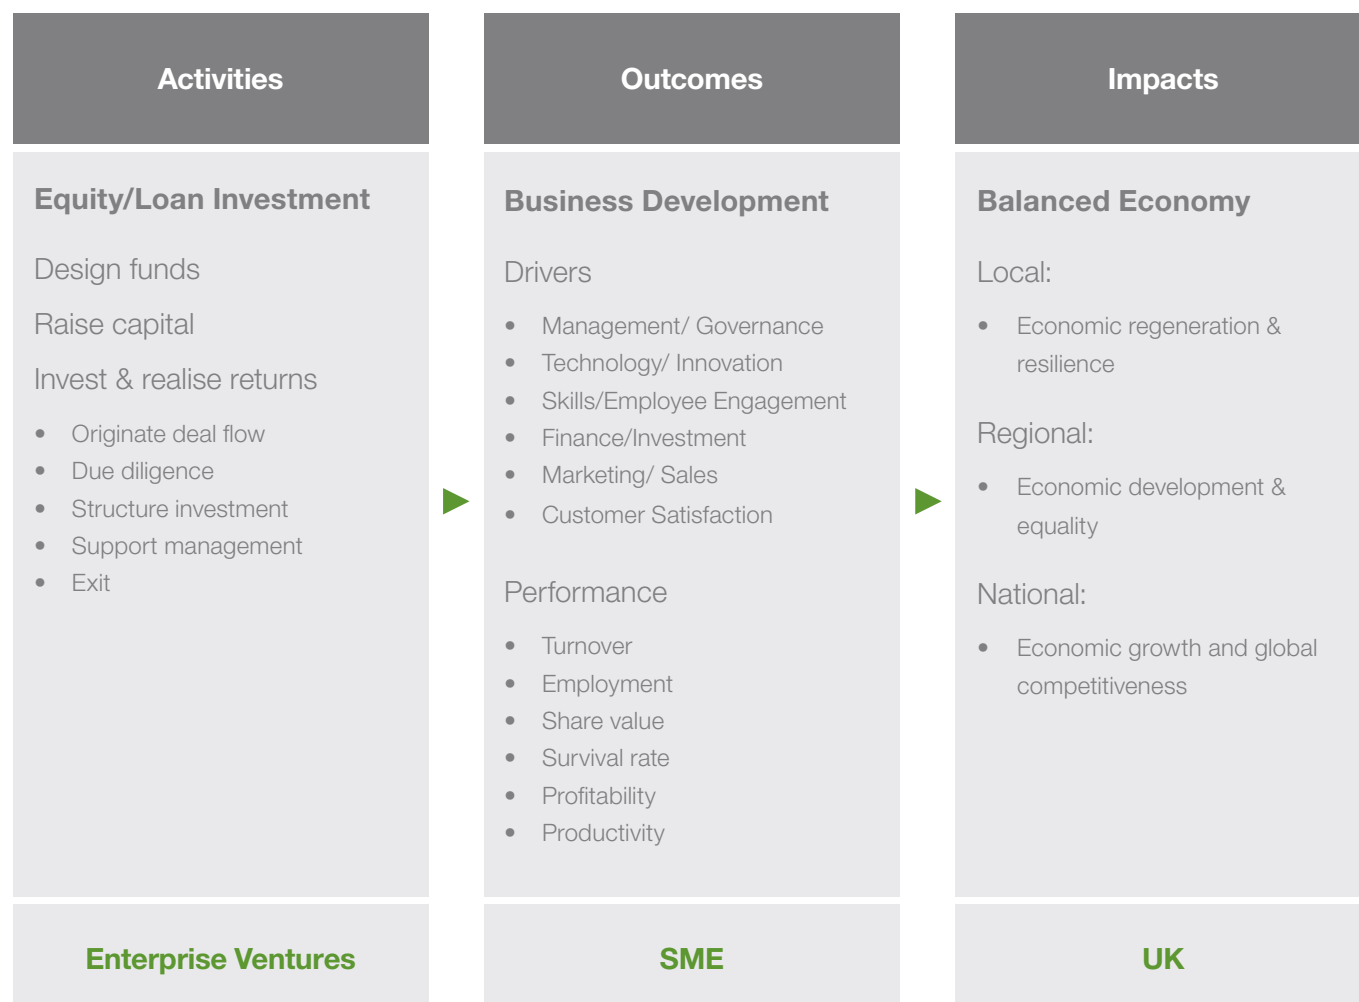 Activities
Equity/Loan Investment
Design funds
Raise capital
Invest & realise returns
• Originate deal flow
• Due diligence
• Structure investment
• Support management
• Exit
Enterprise Ventures
Outcomes
Business Development
Drivers
• Management/ Governance
• Technology/ Innovation
• Skills/Employee Engagement
• Finance/Investment
• Marketing/ Sales
• Customer Satisfaction
Performance
• Turnover
• Employment
• Share value
• Survival rate
• Profitability
• Productivity
SME
Impacts
Balanced Economy
Local:
• Economic regeneration &
resilience
Regional:
• Economic development &
equality
National:
• Economic growth and global
competitiveness
UK